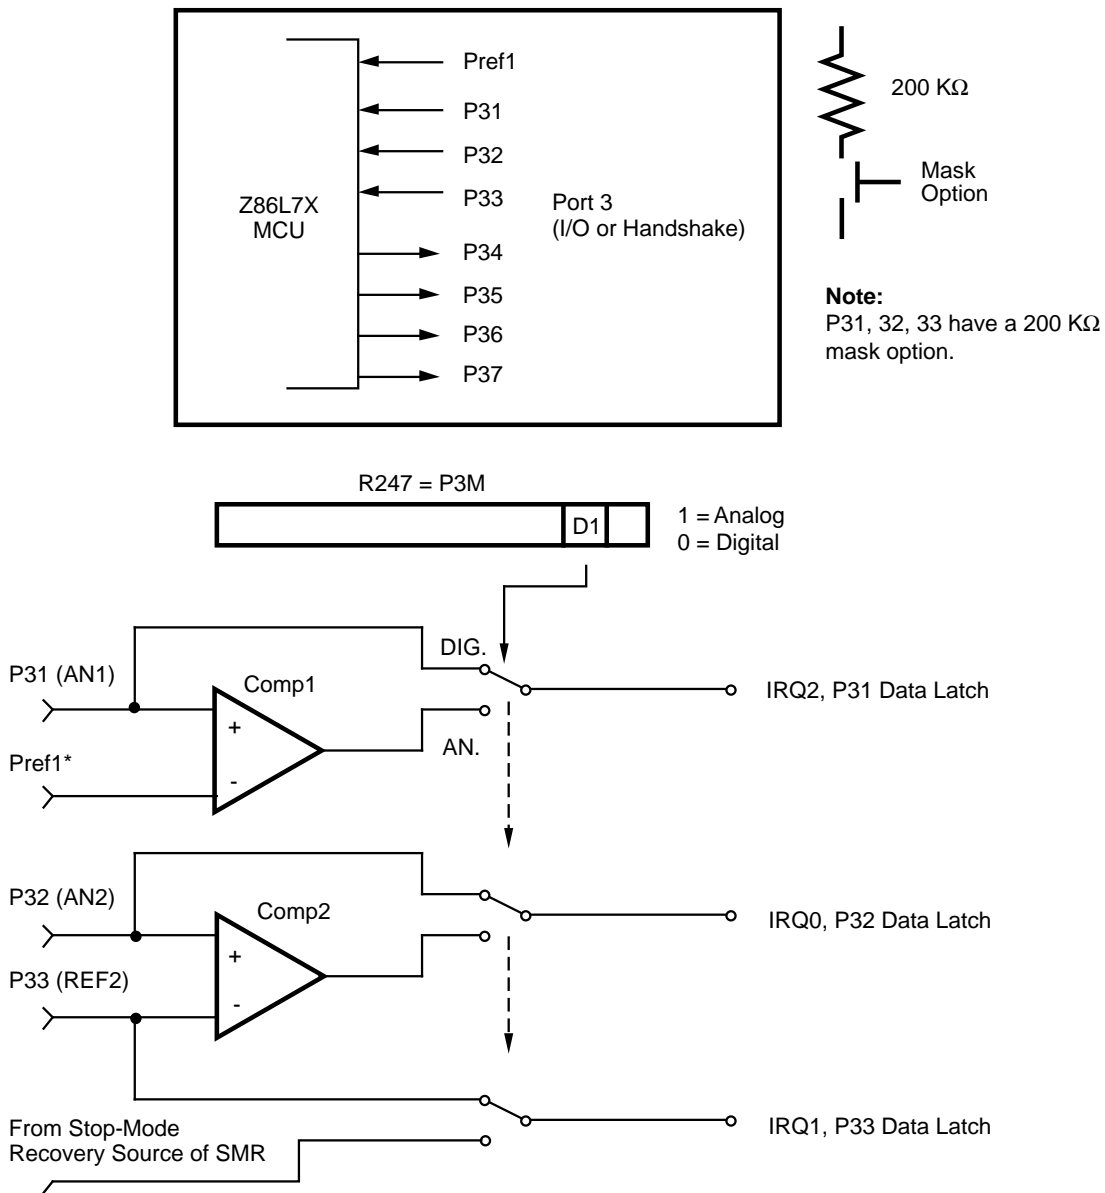 Pref1
P31
P32
P33
P34
P35
P36
P37
Z86L7X
MCU
Port 3
(I/O or Handshake)
200 KΩ
Mask
Option
Note:
P31, 32, 33 have a 200 KΩ
mask option.
R247 = P3M
D1
1 = Analog
0 = Digital
DIG.
P31 (AN1)
Comp1
+
-
IRQ2, P31 Data Latch
AN.
Pref1*
P32 (AN2)
Comp2
+
-
IRQ0, P32 Data Latch
P33 (REF2)
From Stop-Mode
Recovery Source of SMR
IRQ1, P33 Data Latch